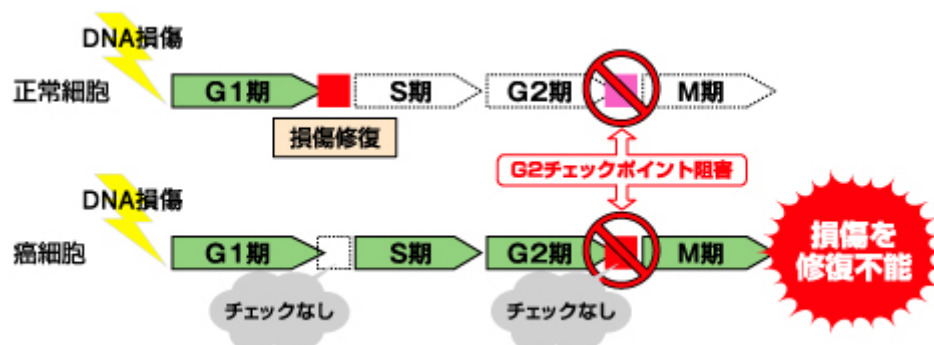 DNA損傷
正常細胞
G1期
S期
G2期
M期
損傷修復
G2チェックポイント阻害
DNA損傷
癌細胞
G1期
S期
G2期
M期
損傷を
修復不能
チェックなし
チェックなし